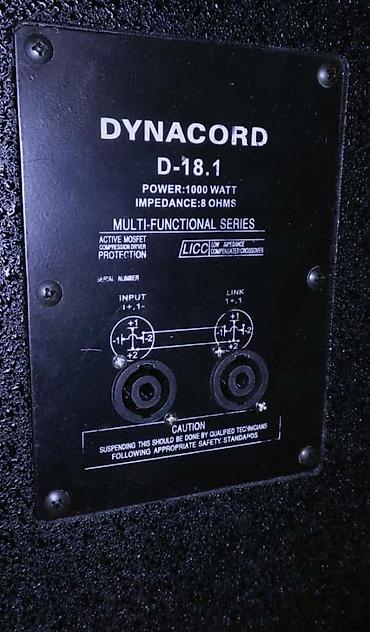 DYNACORD
D-18.1
POWER:1000 WATT
IMPEDANCE:8 OHMS
MULTI-FUNCTIONAL SERIES
ACTIVE MOSFET
COMPRESSION DRIVER
PROTECTION
LICC LOW IMPEDANCE
COMPENSATED CROSSOVER
SERIAL NUMBER
INPUT
1+,1-
LINK
1+,1
+1
-1 -2
+2
+1
-1 -2
+2
CAUTION
SUSPENDING THIS SHOULD BE DONE BY QUALIFIED TECHNICIANS
FOLLOWING APPROPRIATE SAFETY STANDARDS